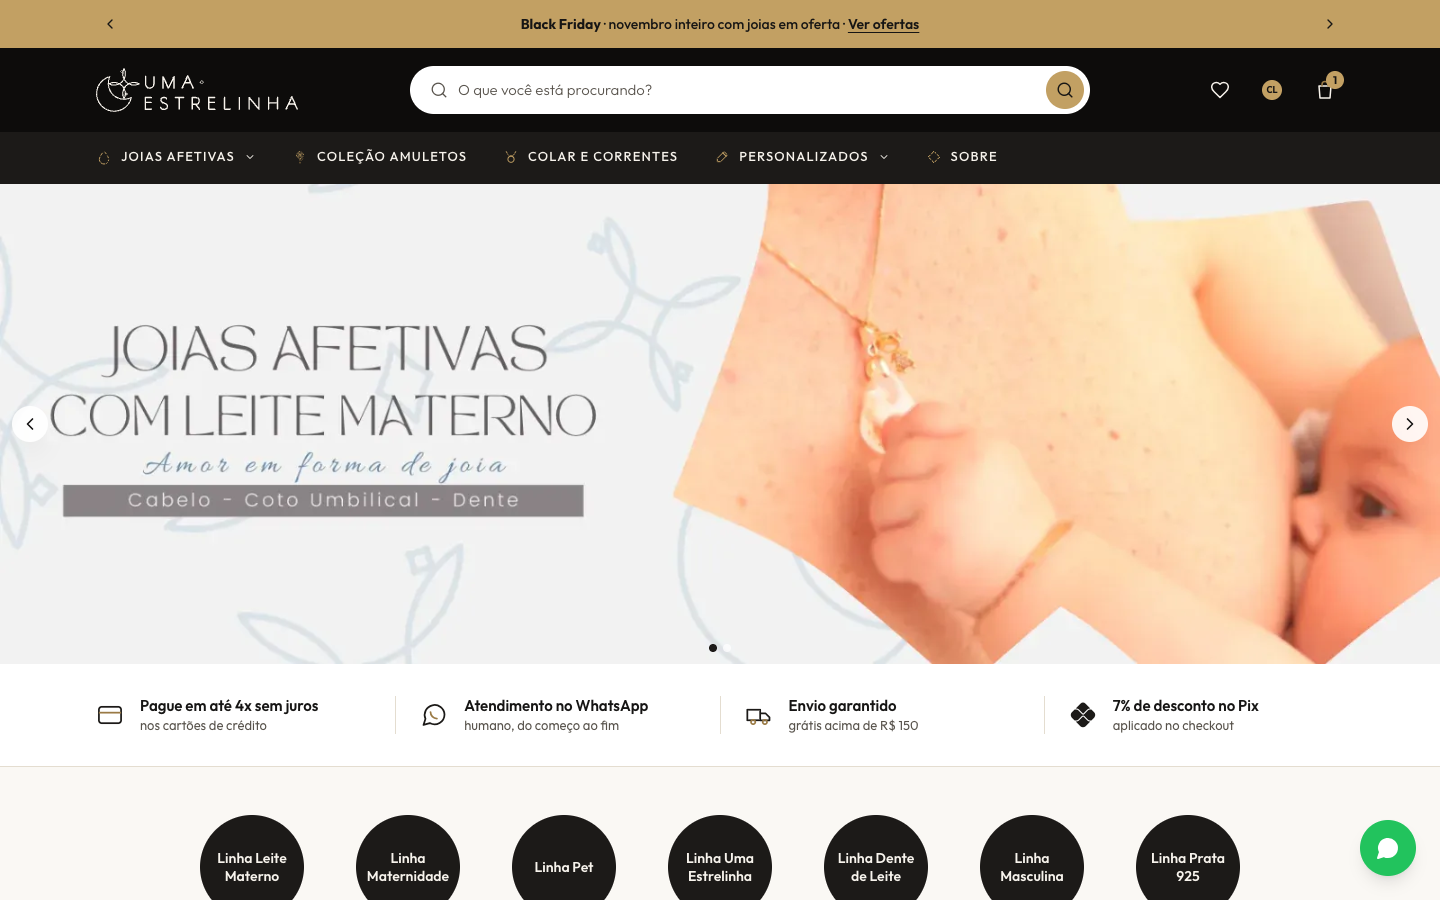 Black Friday · novembro inteiro com joias em oferta · Ver ofertas
UMA
ESTRELINHA
O que você está procurando?
CL
1
JOIAS AFETIVAS
COLEÇÃO AMULETOS
COLAR E CORRENTES
PERSONALIZADOS
SOBRE
JOIAS AFETIVAS
COM LEITE MATERNO
Amor em forma de joia
Cabelo - Coto Umbilical - Dente
Pague em até 4x sem juros
nos cartões de crédito
Atendimento no WhatsApp
humano, do começo ao fim
Envio garantido
grátis acima de R$ 150
7% de desconto no Pix
aplicado no checkout
Linha Leite
Materno
Linha
Maternidade
Linha Pet
Linha Uma
Estrelinha
Linha Dente
de Leite
Linha
Masculina
Linha Prata
925